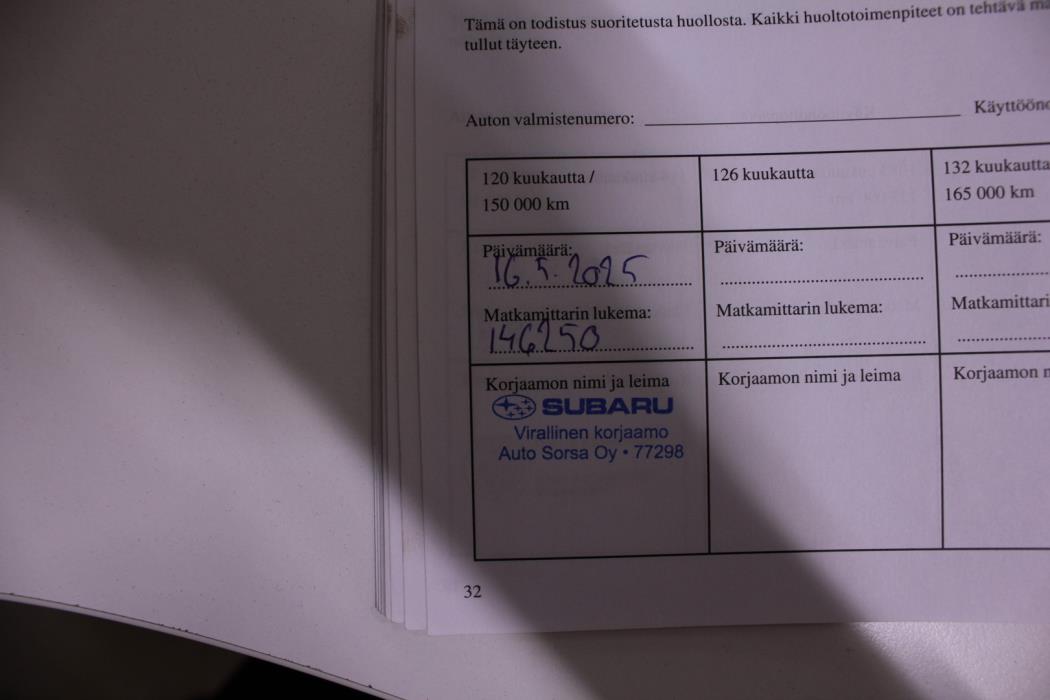 Tämä on todistus suoritetusta huollosta. Kaikki huoltotoimenpiteet on tehtävä
tullut täyteen.
Auton valmistenumero:
120 kuukautta /
150 000 km
Päivämäärä:
16.5.2025
Matkamittarin lukema:
146250
Korjaamon nimi ja leima
SUBARU
Virallinen korjaamo
Auto Sorsa Oy • 77298
126 kuukautta
Päivämäärä:
Matkamittarin lukema:
Korjaamon nimi ja leima
132 kuukautta
165 000 km
Päivämäärä:
Korjaamon
32